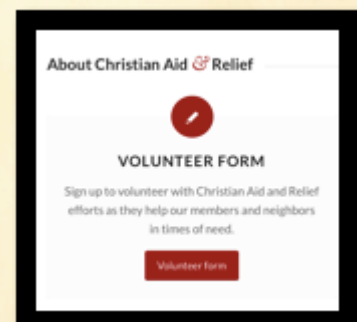 About Christian Aid & Relief
VOLUNTEER FORM
Sign up to volunteer with Christian Aid and Relief
efforts as they help our members and neighbors
in times of need.
Volunteer form